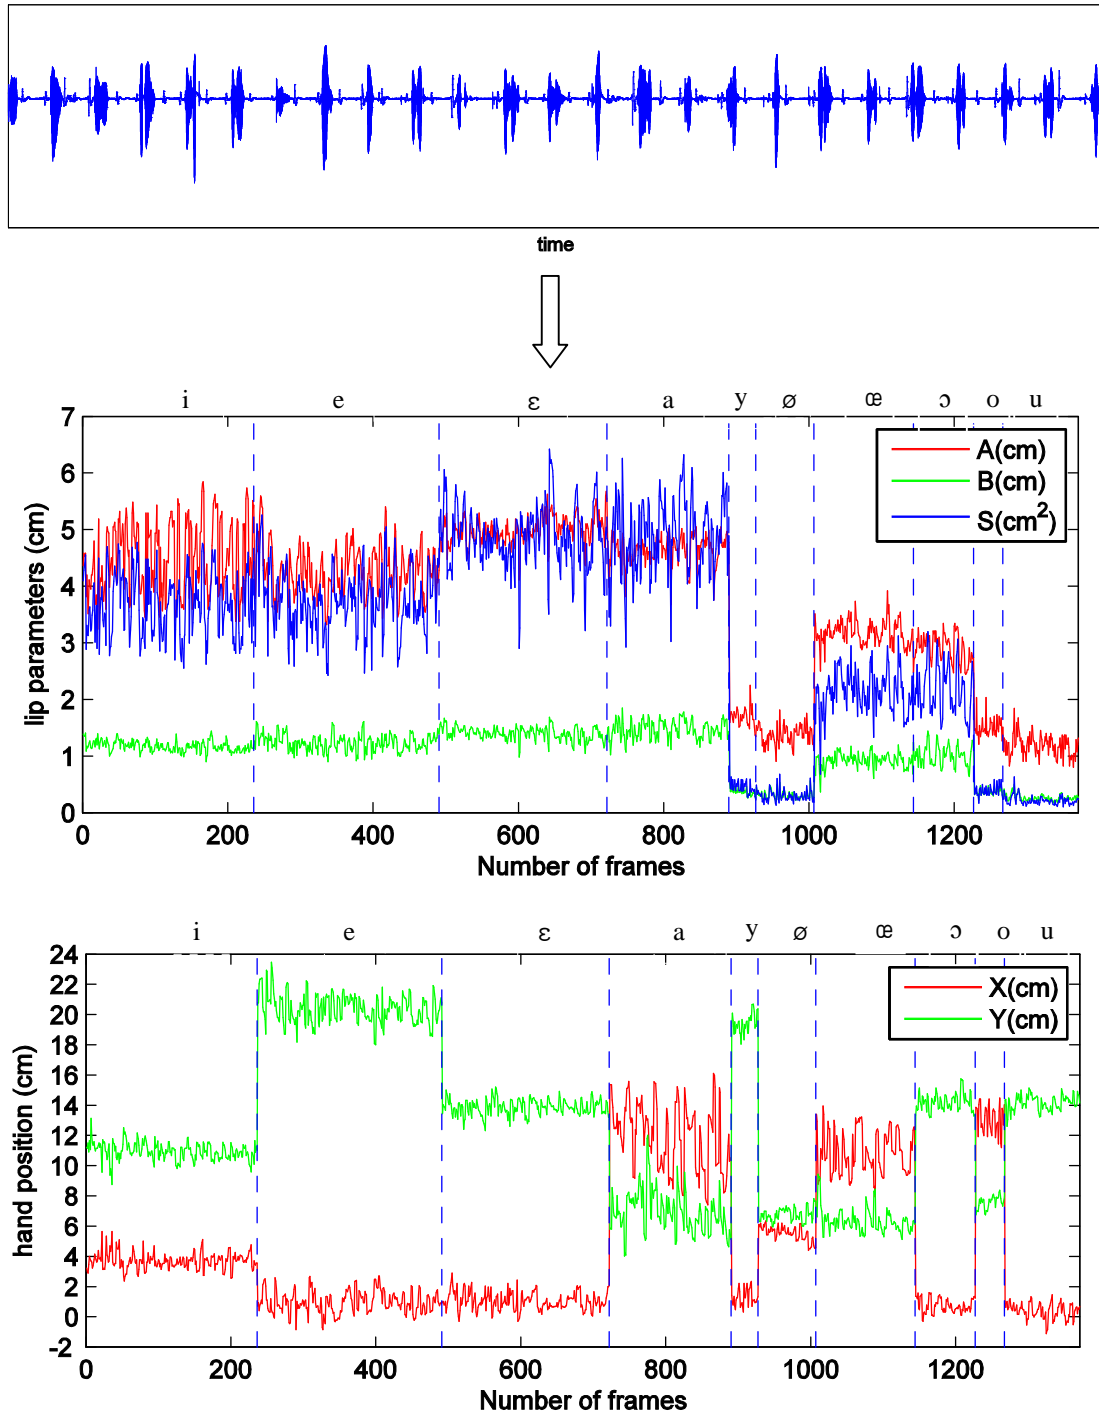 time
i e ɛ a y ø œ ɔ o u
7
6
5
4
3
2
1
0
lip parameters (cm)
A(cm)
B(cm)
S(cm²)
0 200 400 600 800 1000 1200
Number of frames
i e ɛ a y ø œ ɔ o u
24
22
20
18
16
14
12
10
8
6
4
2
0
-2
hand position (cm)
X(cm)
Y(cm)
0 200 400 600 800 1000 1200
Number of frames